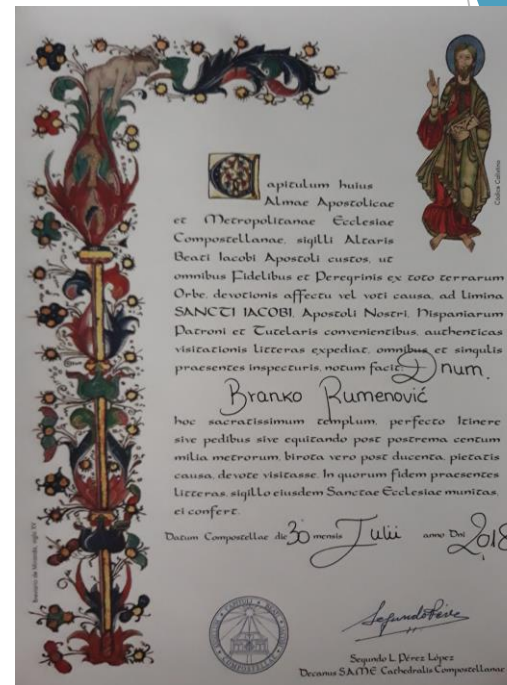 Capitulum huius
Almae Apostolicae
et Metropolitanae Ecclesiae
Compostellanae, sigilli Altaris
Beati Iacobi Apostoli custos, ut
omnibus Fidelibus et Peregrinis ex toto terrarum
Orbe, devotionis affectu vel voti causa, ad limina
SANCTI IACOBI, Apostoli Nostri, Hispaniarum
Patroni et Tutelaris convenientibus, authenticas
visitationis litteras expediat, omnibus et singulis
praesentes inspecturis, notum facit: Dnum.
Branko Rumenović
hoc sacratissimum templum, perfecto Itinere
sive pedibus sive equitando post postrema centum
milia metrorum, birota vero post ducenta, pietatis
causa, devote visitasse. In quorum fidem praesentes
litteras, sigillo eiusdem Sanctae Ecclesiae munitas,
ei confert.
Datum Compostellae die 30 mensis Julii anno Dni 2018
Segundo L. Pérez López
Decanus S.A.M.E. Cathedralis Compostellanae
Códice Calixtino
siglo XV